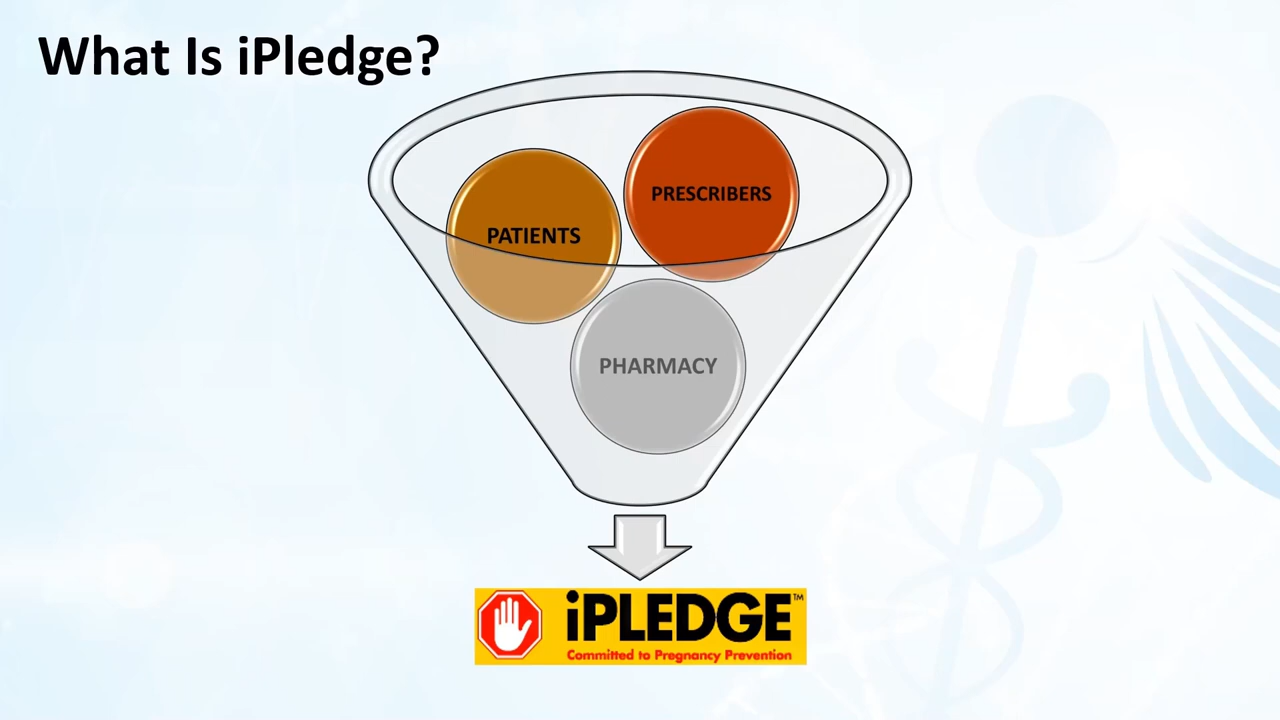 What Is iPledge?
PRESCRIBERS
PATIENTS
PHARMACY
iPLEDGE™
Committed to Pregnancy Prevention